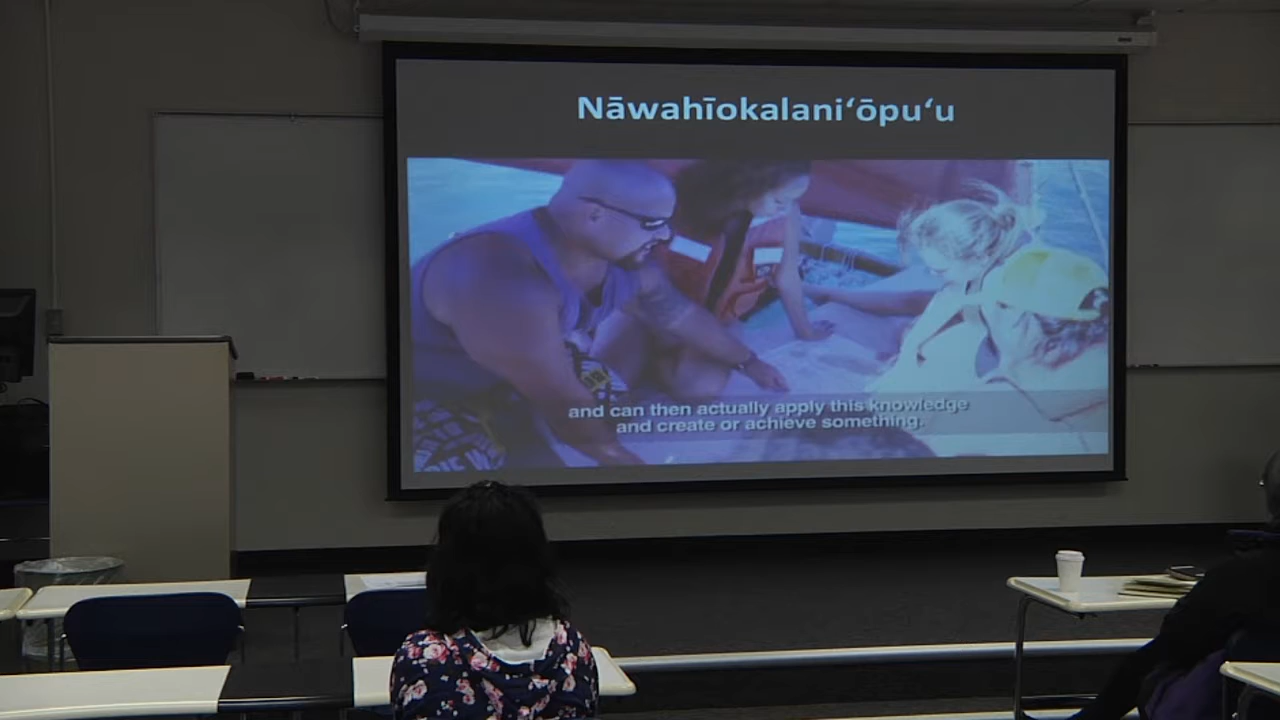 Nāwahīokalaniʻōpuʻu
and can then actually apply this knowledge
and create or achieve something.